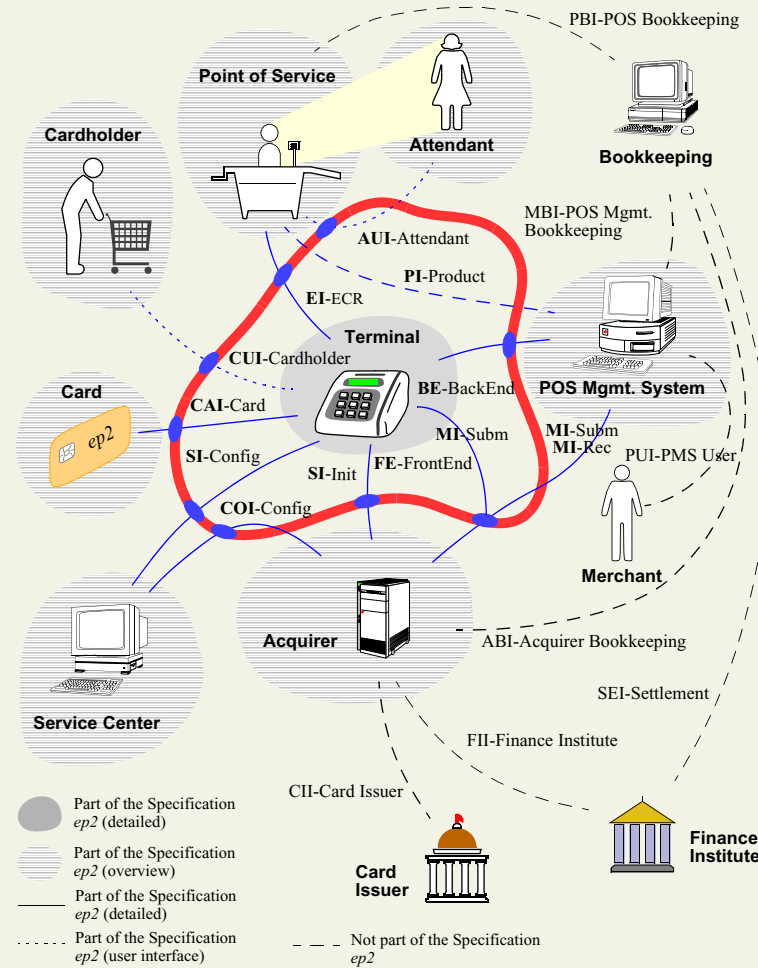 PBI-POS Bookkeeping
Point of Service
Attendant
Cardholder
Bookkeeping
MBI-POS Mgmt.
Bookkeeping
AUI-Attendant
PI-Product
EI-ECR
Terminal
CUI-Cardholder
BE-BackEnd
POS Mgmt. System
Card
ep2
CAI-Card
MI-Subm
MI-Subm
MI-Rec
SI-Config
SI-Init
FE-FrontEnd
PUI-PMS User
COI-Config
Merchant
Acquirer
ABI-Acquirer Bookkeeping
Service Center
SEI-Settlement
FII-Finance Institute
CII-Card Issuer
Card
Issuer
Finance
Institute
Part of the Specification
ep2 (detailed)
Part of the Specification
ep2 (overview)
Part of the Specification
ep2 (detailed)
Part of the Specification
ep2 (user interface)
Not part of the Specification
ep2